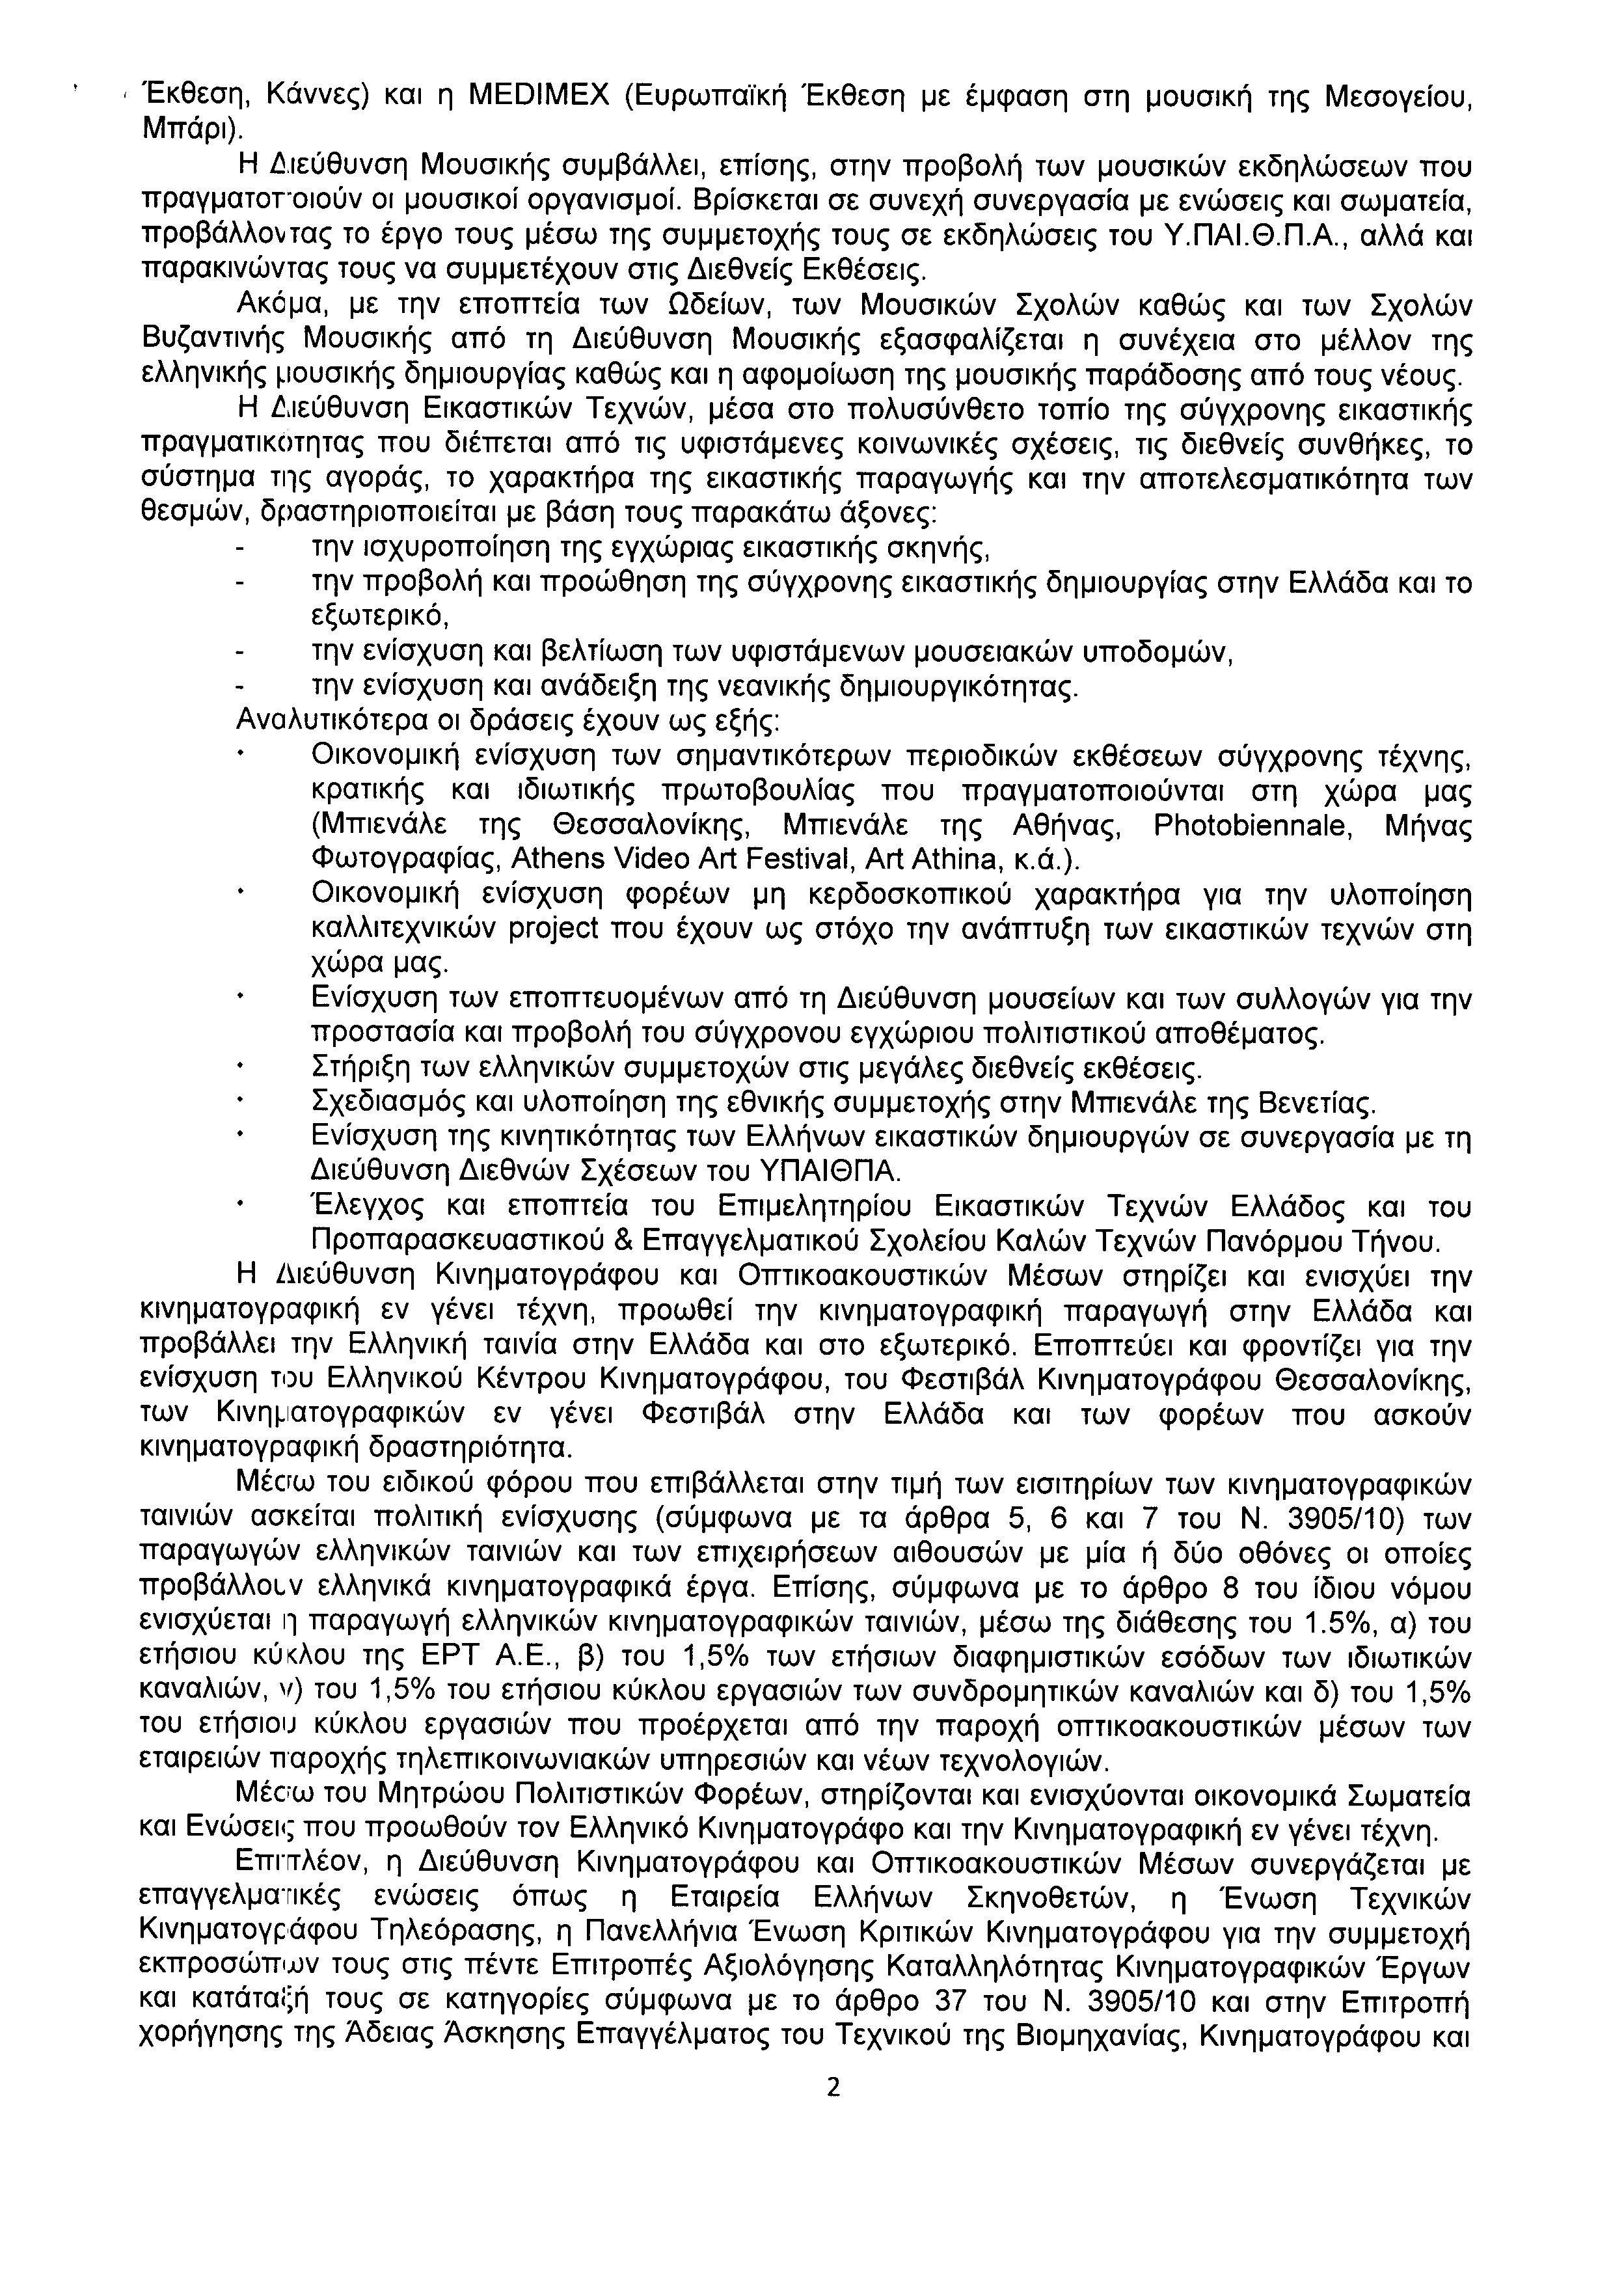 Έκθεση, Κάννες) και η MEDIMEX (Ευρωπαϊκή Έκθεση με έμφαση στη μουσική της Μεσογείου,
Μπάρι).
Η Διεύθυνση Μουσικής συμβάλλει, επίσης, στην προβολή των μουσικών εκδηλώσεων που
πραγματοποιούν οι μουσικοί οργανισμοί. Βρίσκεται σε συνεχή συνεργασία με ενώσεις και σωματεία,
προβάλλοντας το έργο τους μέσω της συμμετοχής τους σε εκδηλώσεις του Υ.ΠΑΙ.Θ.Π.Α., αλλά και
παρακινώντας τους να συμμετέχουν στις Διεθνείς Εκθέσεις.
Ακόμα, με την εποπτεία των Ωδείων, των Μουσικών Σχολών καθώς και των Σχολών
Βυζαντινής Μουσικής από τη Διεύθυνση Μουσικής εξασφαλίζεται η συνέχεια στο μέλλον της
ελληνικής μουσικής δημιουργίας καθώς και η αφομοίωση της μουσικής παράδοσης από τους νέους.
Η Διεύθυνση Εικαστικών Τεχνών, μέσα στο πολυσύνθετο τοπίο της σύγχρονης εικαστικής
πραγματικότητας που διέπεται από τις υφιστάμενες κοινωνικές σχέσεις, τις διεθνείς συνθήκες, το
σύστημα της αγοράς, το χαρακτήρα της εικαστικής παραγωγής και την αποτελεσματικότητα των
θεσμών, δραστηριοποιείται με βάση τους παρακάτω άξονες:
- την ισχυροποίηση της εγχώριας εικαστικής σκηνής,
- την προβολή και προώθηση της σύγχρονης εικαστικής δημιουργίας στην Ελλάδα και το
εξωτερικό,
- την ενίσχυση και βελτίωση των υφιστάμενων μουσειακών υποδομών,
- την ενίσχυση και ανάδειξη της νεανικής δημιουργικότητας.
Αναλυτικότερα οι δράσεις έχουν ως εξής:
• Οικονομική ενίσχυση των σημαντικότερων περιοδικών εκθέσεων σύγχρονης τέχνης,
κρατικής και ιδιωτικής πρωτοβουλίας που πραγματοποιούνται στη χώρα μας
(Μπιενάλε της Θεσσαλονίκης, Μπιενάλε της Αθήνας, Photobiennale, Μήνας
Φωτογραφίας, Athens Video Art Festival, Art Athina, κ.ά.).
• Οικονομική ενίσχυση φορέων μη κερδοσκοπικού χαρακτήρα για την υλοποίηση
καλλιτεχνικών project που έχουν ως στόχο την ανάπτυξη των εικαστικών τεχνών στη
χώρα μας.
• Ενίσχυση των εποπτευομένων από τη Διεύθυνση μουσείων και των συλλογών για την
προστασία και προβολή του σύγχρονου εγχώριου πολιτιστικού αποθέματος.
• Στήριξη των ελληνικών συμμετοχών στις μεγάλες διεθνείς εκθέσεις.
• Σχεδιασμός και υλοποίηση της εθνικής συμμετοχής στην Μπιενάλε της Βενετίας.
• Ενίσχυση της κινητικότητας των Ελλήνων εικαστικών δημιουργών σε συνεργασία με τη
Διεύθυνση Διεθνών Σχέσεων του ΥΠΑΙΘΠΑ.
• Έλεγχος και εποπτεία του Επιμελητηρίου Εικαστικών Τεχνών Ελλάδος και του
Προπαρασκευαστικού & Επαγγελματικού Σχολείου Καλών Τεχνών Πανόρμου Τήνου.
Η Διεύθυνση Κινηματογράφου και Οπτικοακουστικών Μέσων στηρίζει και ενισχύει την
κινηματογραφική εν γένει τέχνη, προωθεί την κινηματογραφική παραγωγή στην Ελλάδα και
προβάλλει την Ελληνική ταινία στην Ελλάδα και στο εξωτερικό. Εποπτεύει και φροντίζει για την
ενίσχυση του Ελληνικού Κέντρου Κινηματογράφου, του Φεστιβάλ Κινηματογράφου Θεσσαλονίκης,
των Κινηματογραφικών εν γένει Φεστιβάλ στην Ελλάδα και των φορέων που ασκούν
κινηματογραφική δραστηριότητα.
Μέσω του ειδικού φόρου που επιβάλλεται στην τιμή των εισιτηρίων των κινηματογραφικών
ταινιών ασκείται πολιτική ενίσχυσης (σύμφωνα με τα άρθρα 5, 6 και 7 του Ν. 3905/10) των
παραγωγών ελληνικών ταινιών και των επιχειρήσεων αιθουσών με μία ή δύο οθόνες οι οποίες
προβάλλουν ελληνικά κινηματογραφικά έργα. Επίσης, σύμφωνα με το άρθρο 8 του ίδιου νόμου
ενισχύεται η παραγωγή ελληνικών κινηματογραφικών ταινιών, μέσω της διάθεσης του 1.5%, α) του
ετήσιου κύκλου της ΕΡΤ Α.Ε., β) του 1,5% των ετήσιων διαφημιστικών εσόδων των ιδιωτικών
καναλιών, γ) του 1,5% του ετήσιου κύκλου εργασιών των συνδρομητικών καναλιών και δ) του 1,5%
του ετήσιου κύκλου εργασιών που προέρχεται από την παροχή οπτικοακουστικών μέσων των
εταιρειών παροχής τηλεπικοινωνιακών υπηρεσιών και νέων τεχνολογιών.
Μέσω του Μητρώου Πολιτιστικών Φορέων, στηρίζονται και ενισχύονται οικονομικά Σωματεία
και Ενώσεις που προωθούν τον Ελληνικό Κινηματογράφο και την Κινηματογραφική εν γένει τέχνη.
Επιπλέον, η Διεύθυνση Κινηματογράφου και Οπτικοακουστικών Μέσων συνεργάζεται με
επαγγελματικές ενώσεις όπως η Εταιρεία Ελλήνων Σκηνοθετών, η Ένωση Τεχνικών
Κινηματογράφου Τηλεόρασης, η Πανελλήνια Ένωση Κριτικών Κινηματογράφου για την συμμετοχή
εκπροσώπων τους στις πέντε Επιτροπές Αξιολόγησης Καταλληλότητας Κινηματογραφικών Έργων
και κατάταξή τους σε κατηγορίες σύμφωνα με το άρθρο 37 του Ν. 3905/10 και στην Επιτροπή
χορήγησης της Άδειας Άσκησης Επαγγέλματος του Τεχνικού της Βιομηχανίας, Κινηματογράφου και
2